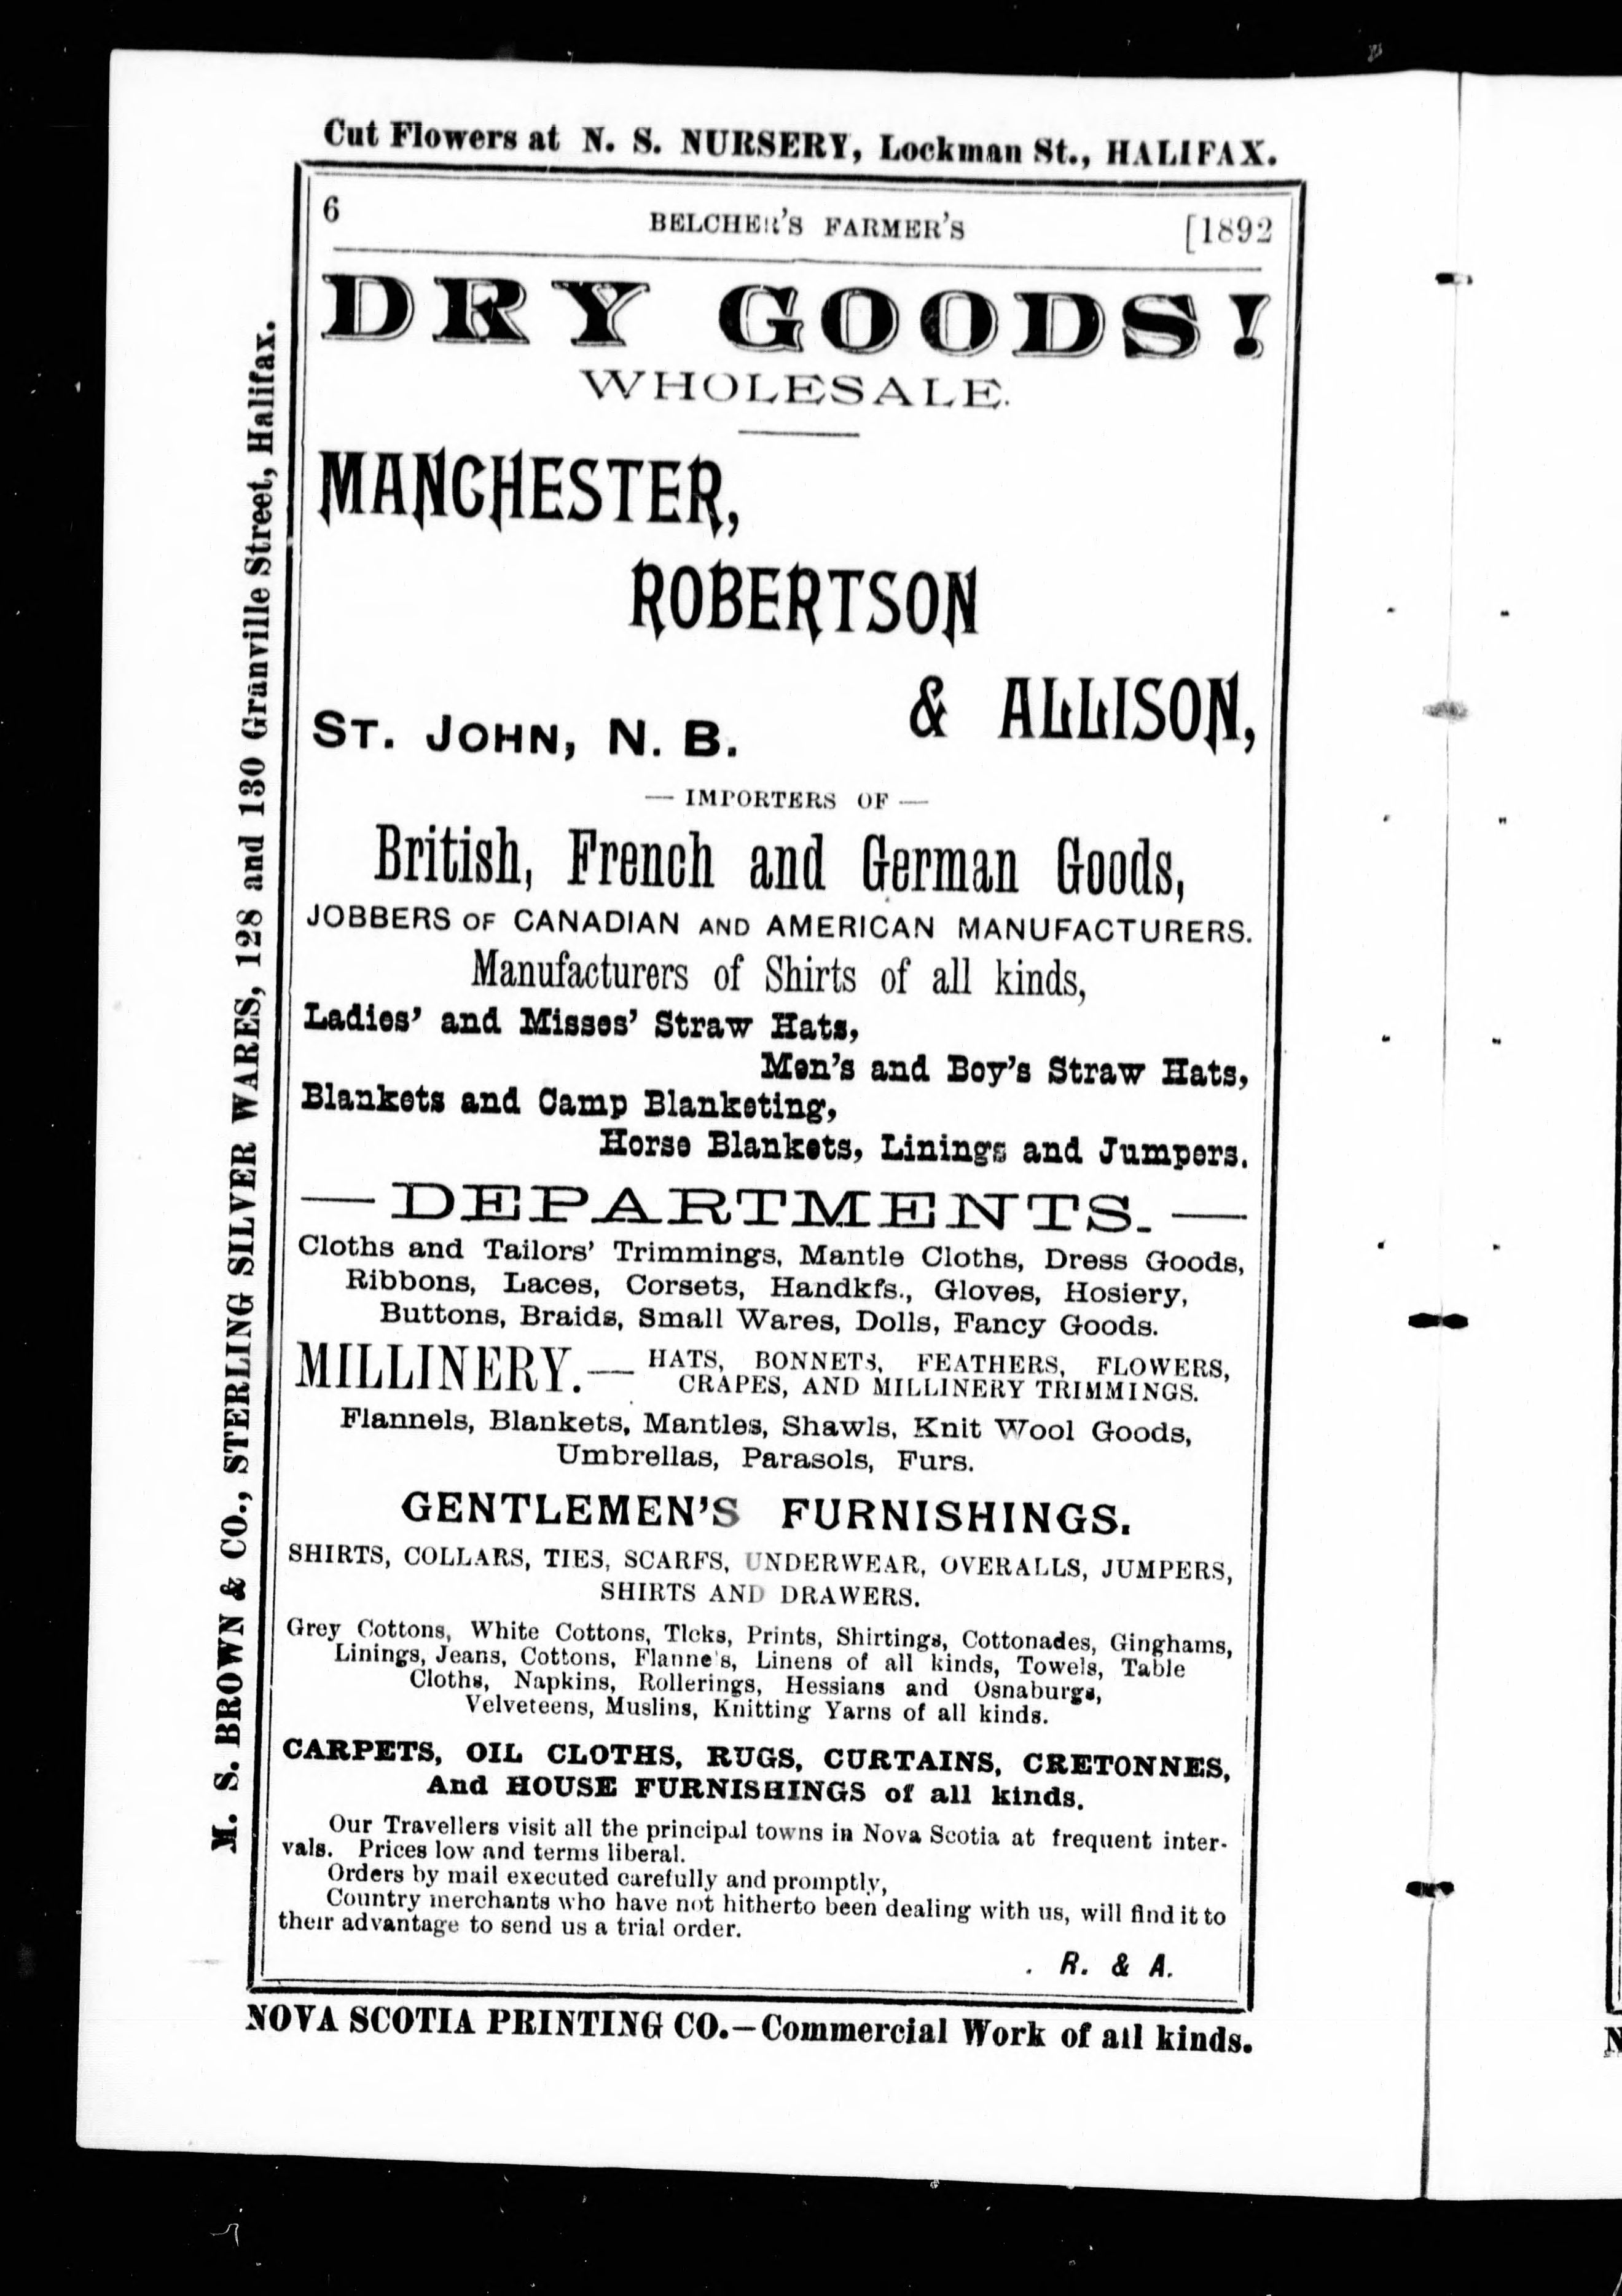 Cut Flowers at N. S. NURSERY, Lockman St., HALIFAX.
6 BELCHER'S FARMER'S [1892
DRY GOODS!
WHOLESALE.
MANCHESTER,
ROBERTSON
& ALLISON,
ST. JOHN, N. B.
— IMPORTERS OF —
British, French and German Goods,
JOBBERS OF CANADIAN AND AMERICAN MANUFACTURERS.
Manufacturers of Shirts of all kinds,
Ladies' and Misses' Straw Hats,
Men's and Boy's Straw Hats,
Blankets and Camp Blanketing,
Horse Blankets, Linings and Jumpers.
— DEPARTMENTS. —
Cloths and Tailors' Trimmings, Mantle Cloths, Dress Goods,
Ribbons, Laces, Corsets, Handkfs., Gloves, Hosiery,
Buttons, Braids, Small Wares, Dolls, Fancy Goods.
MILLINERY.— HATS, BONNETS, FEATHERS, FLOWERS,
CRAPES, AND MILLINERY TRIMMINGS.
Flannels, Blankets, Mantles, Shawls, Knit Wool Goods,
Umbrellas, Parasols, Furs.
GENTLEMEN'S FURNISHINGS.
SHIRTS, COLLARS, TIES, SCARFS, UNDERWEAR, OVERALLS, JUMPERS,
SHIRTS AND DRAWERS.
Grey Cottons, White Cottons, Ticks, Prints, Shirtings, Cottonades, Ginghams,
Linings, Jeans, Cottons, Flanne's, Linens of all kinds, Towels, Table
Cloths, Napkins, Rollerings, Hessians and Osnaburgs,
Velveteens, Muslins, Knitting Yarns of all kinds.
CARPETS, OIL CLOTHS, RUGS, CURTAINS, CRETONNES,
And HOUSE FURNISHINGS of all kinds.
Our Travellers visit all the principal towns in Nova Scotia at frequent inter-
vals. Prices low and terms liberal.
Orders by mail executed carefully and promptly,
Country merchants who have not hitherto been dealing with us, will find it to
their advantage to send us a trial order.
. R. & A.
NOVA SCOTIA PRINTING CO.—Commercial Work of all kinds.
M. S. BROWN & CO., STERLING SILVER WARES, 128 and 130 Granville Street, Halifax.
N